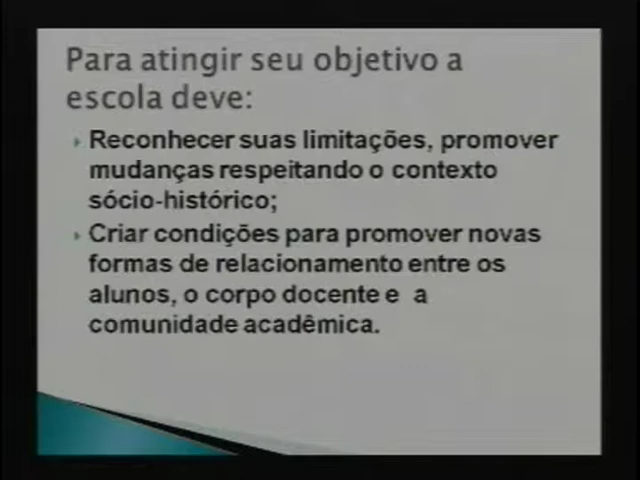 Para atingir seu objetivo a
escola deve:
Reconhecer suas limitações, promover
mudanças respeitando o contexto
sócio-histórico;
Criar condições para promover novas
formas de relacionamento entre os
alunos, o corpo docente e a
comunidade acadêmica.